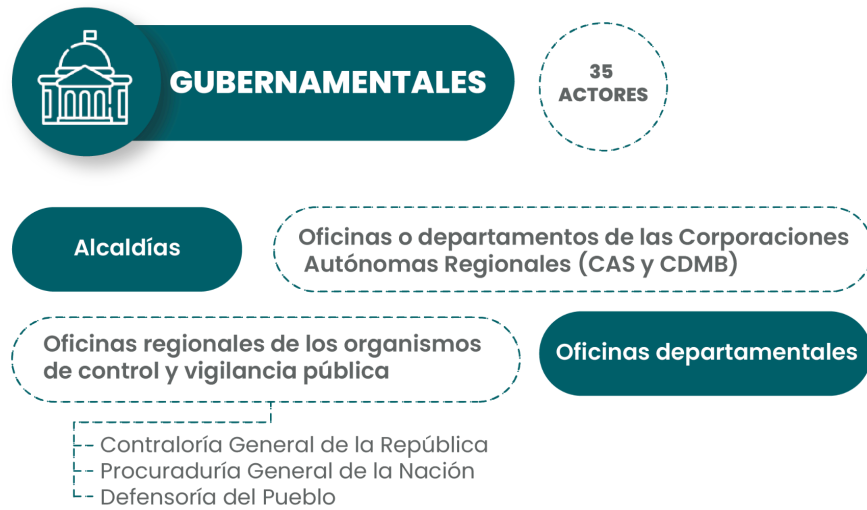 GUBERNAMENTALES
35
ACTORES
Alcaldías
Oficinas o departamentos de las Corporaciones
Autónomas Regionales (CAS y CDMB)
Oficinas regionales de los organismos
de control y vigilancia pública
Oficinas departamentales
Contraloría General de la República
Procuraduría General de la Nación
Defensoría del Pueblo